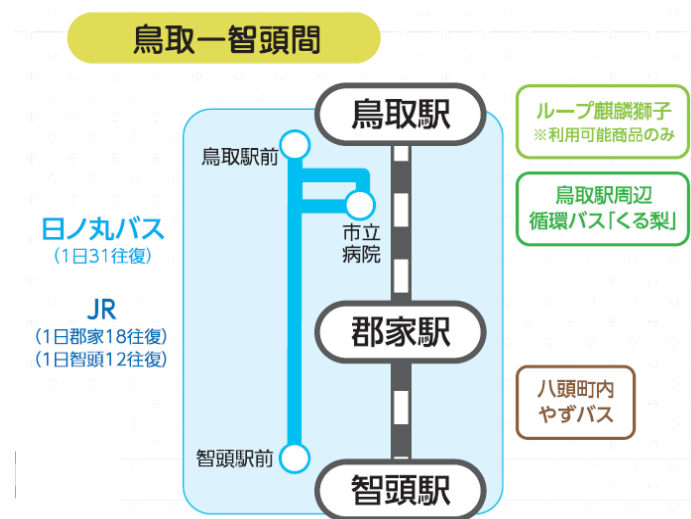 鳥取ー智頭間
鳥取駅
ループ麒麟獅子
※利用可能商品のみ
鳥取駅前
鳥取駅周辺
循環バス「くる梨」
日ノ丸バス
(1日31往復)
市立
病院
JR
(1日郡家18往復)
(1日智頭12往復)
郡家駅
八頭町内
やずバス
智頭駅前
智頭駅